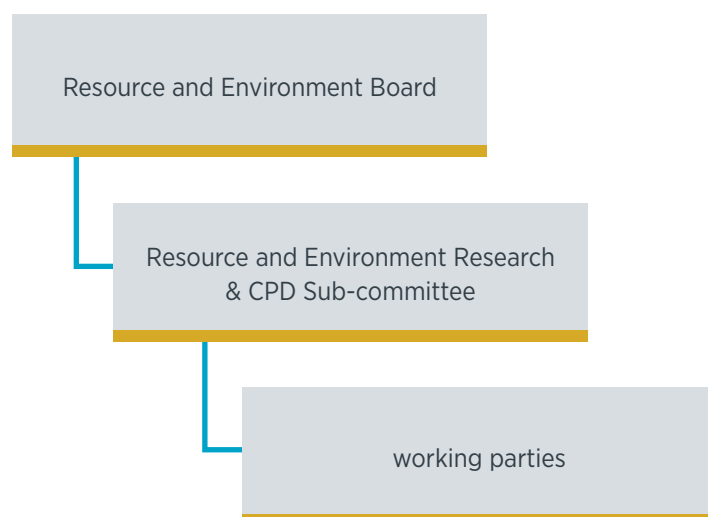 Resource and Environment Board
Resource and Environment Research
& CPD Sub-committee
working parties